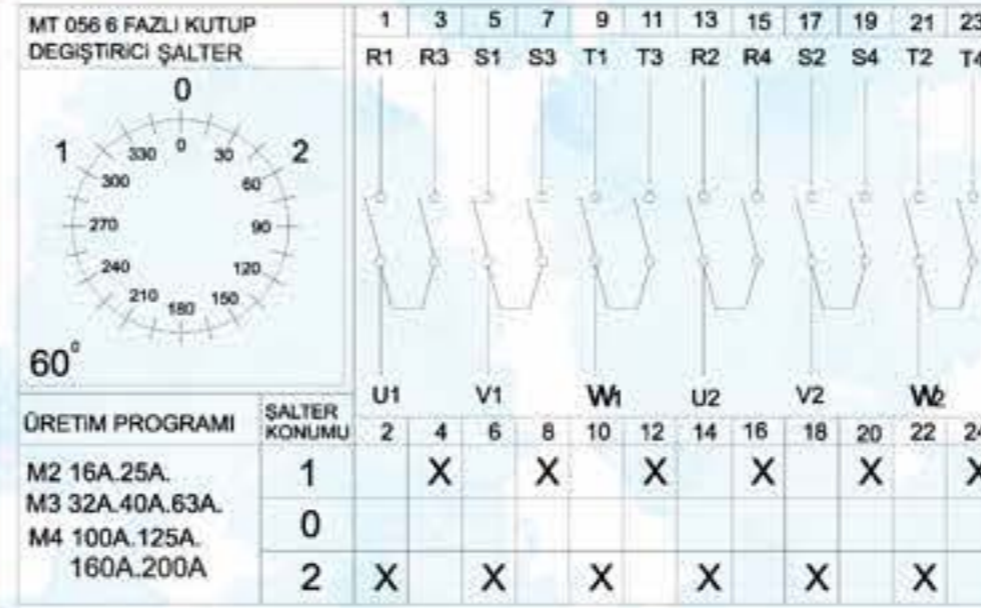 MT 056 6 FAZLI KUTUP
DEGIŞTIRICI ŞALTER
0
1
2
0
30
60
90
120
150
180
210
240
270
300
330
60°
1 3 5 7 9 11 13 15 17 19 21 23
R1 R3 S1 S3 T1 T3 R2 R4 S2 S4 T2 T4
U1 V1 W1 U2 V2 W2
ÜRETİM PROGRAMI
ŞALTER
KONUMU
2 4 6 8 10 12 14 16 18 20 22 24
M2 16A.25A.
M3 32A.40A.63A.
M4 100A.125A.
160A.200A
1 X X X X X X
0
2 X X X X X X